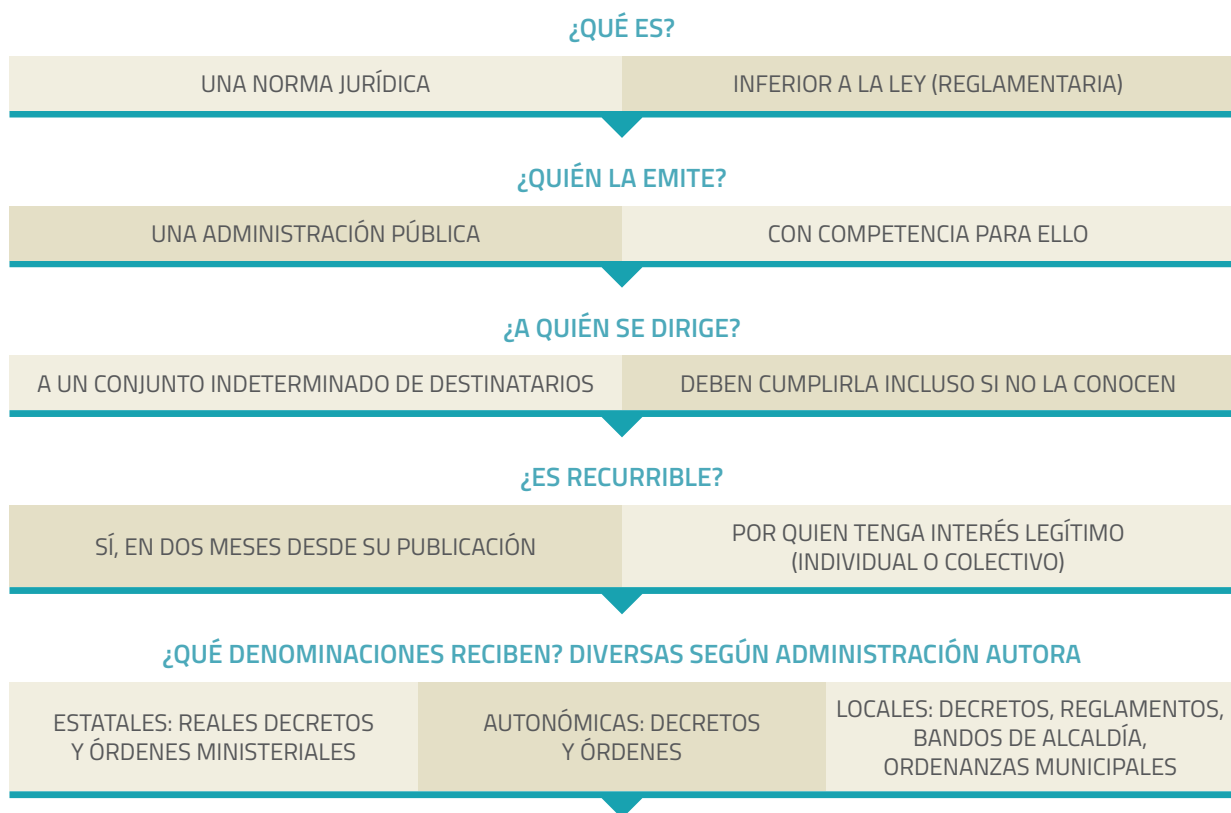 ¿QUÉ ES?
UNA NORMA JURÍDICA
INFERIOR A LA LEY (REGLAMENTARIA)
¿QUIÉN LA EMITE?
UNA ADMINISTRACIÓN PÚBLICA
CON COMPETENCIA PARA ELLO
¿A QUIÉN SE DIRIGE?
A UN CONJUNTO INDETERMINADO DE DESTINATARIOS
DEBEN CUMPLIRLA INCLUSO SI NO LA CONOCEN
¿ES RECURRIBLE?
SÍ, EN DOS MESES DESDE SU PUBLICACIÓN
POR QUIEN TENGA INTERÉS LEGÍTIMO
(INDIVIDUAL O COLECTIVO)
¿QUÉ DENOMINACIONES RECIBEN? DIVERSAS SEGÚN ADMINISTRACIÓN AUTORA
ESTATALES: REALES DECRETOS
Y ÓRDENES MINISTERIALES
AUTONÓMICAS: DECRETOS
Y ÓRDENES
LOCALES: DECRETOS, REGLAMENTOS,
BANDOS DE ALCALDÍA,
ORDENANZAS MUNICIPALES